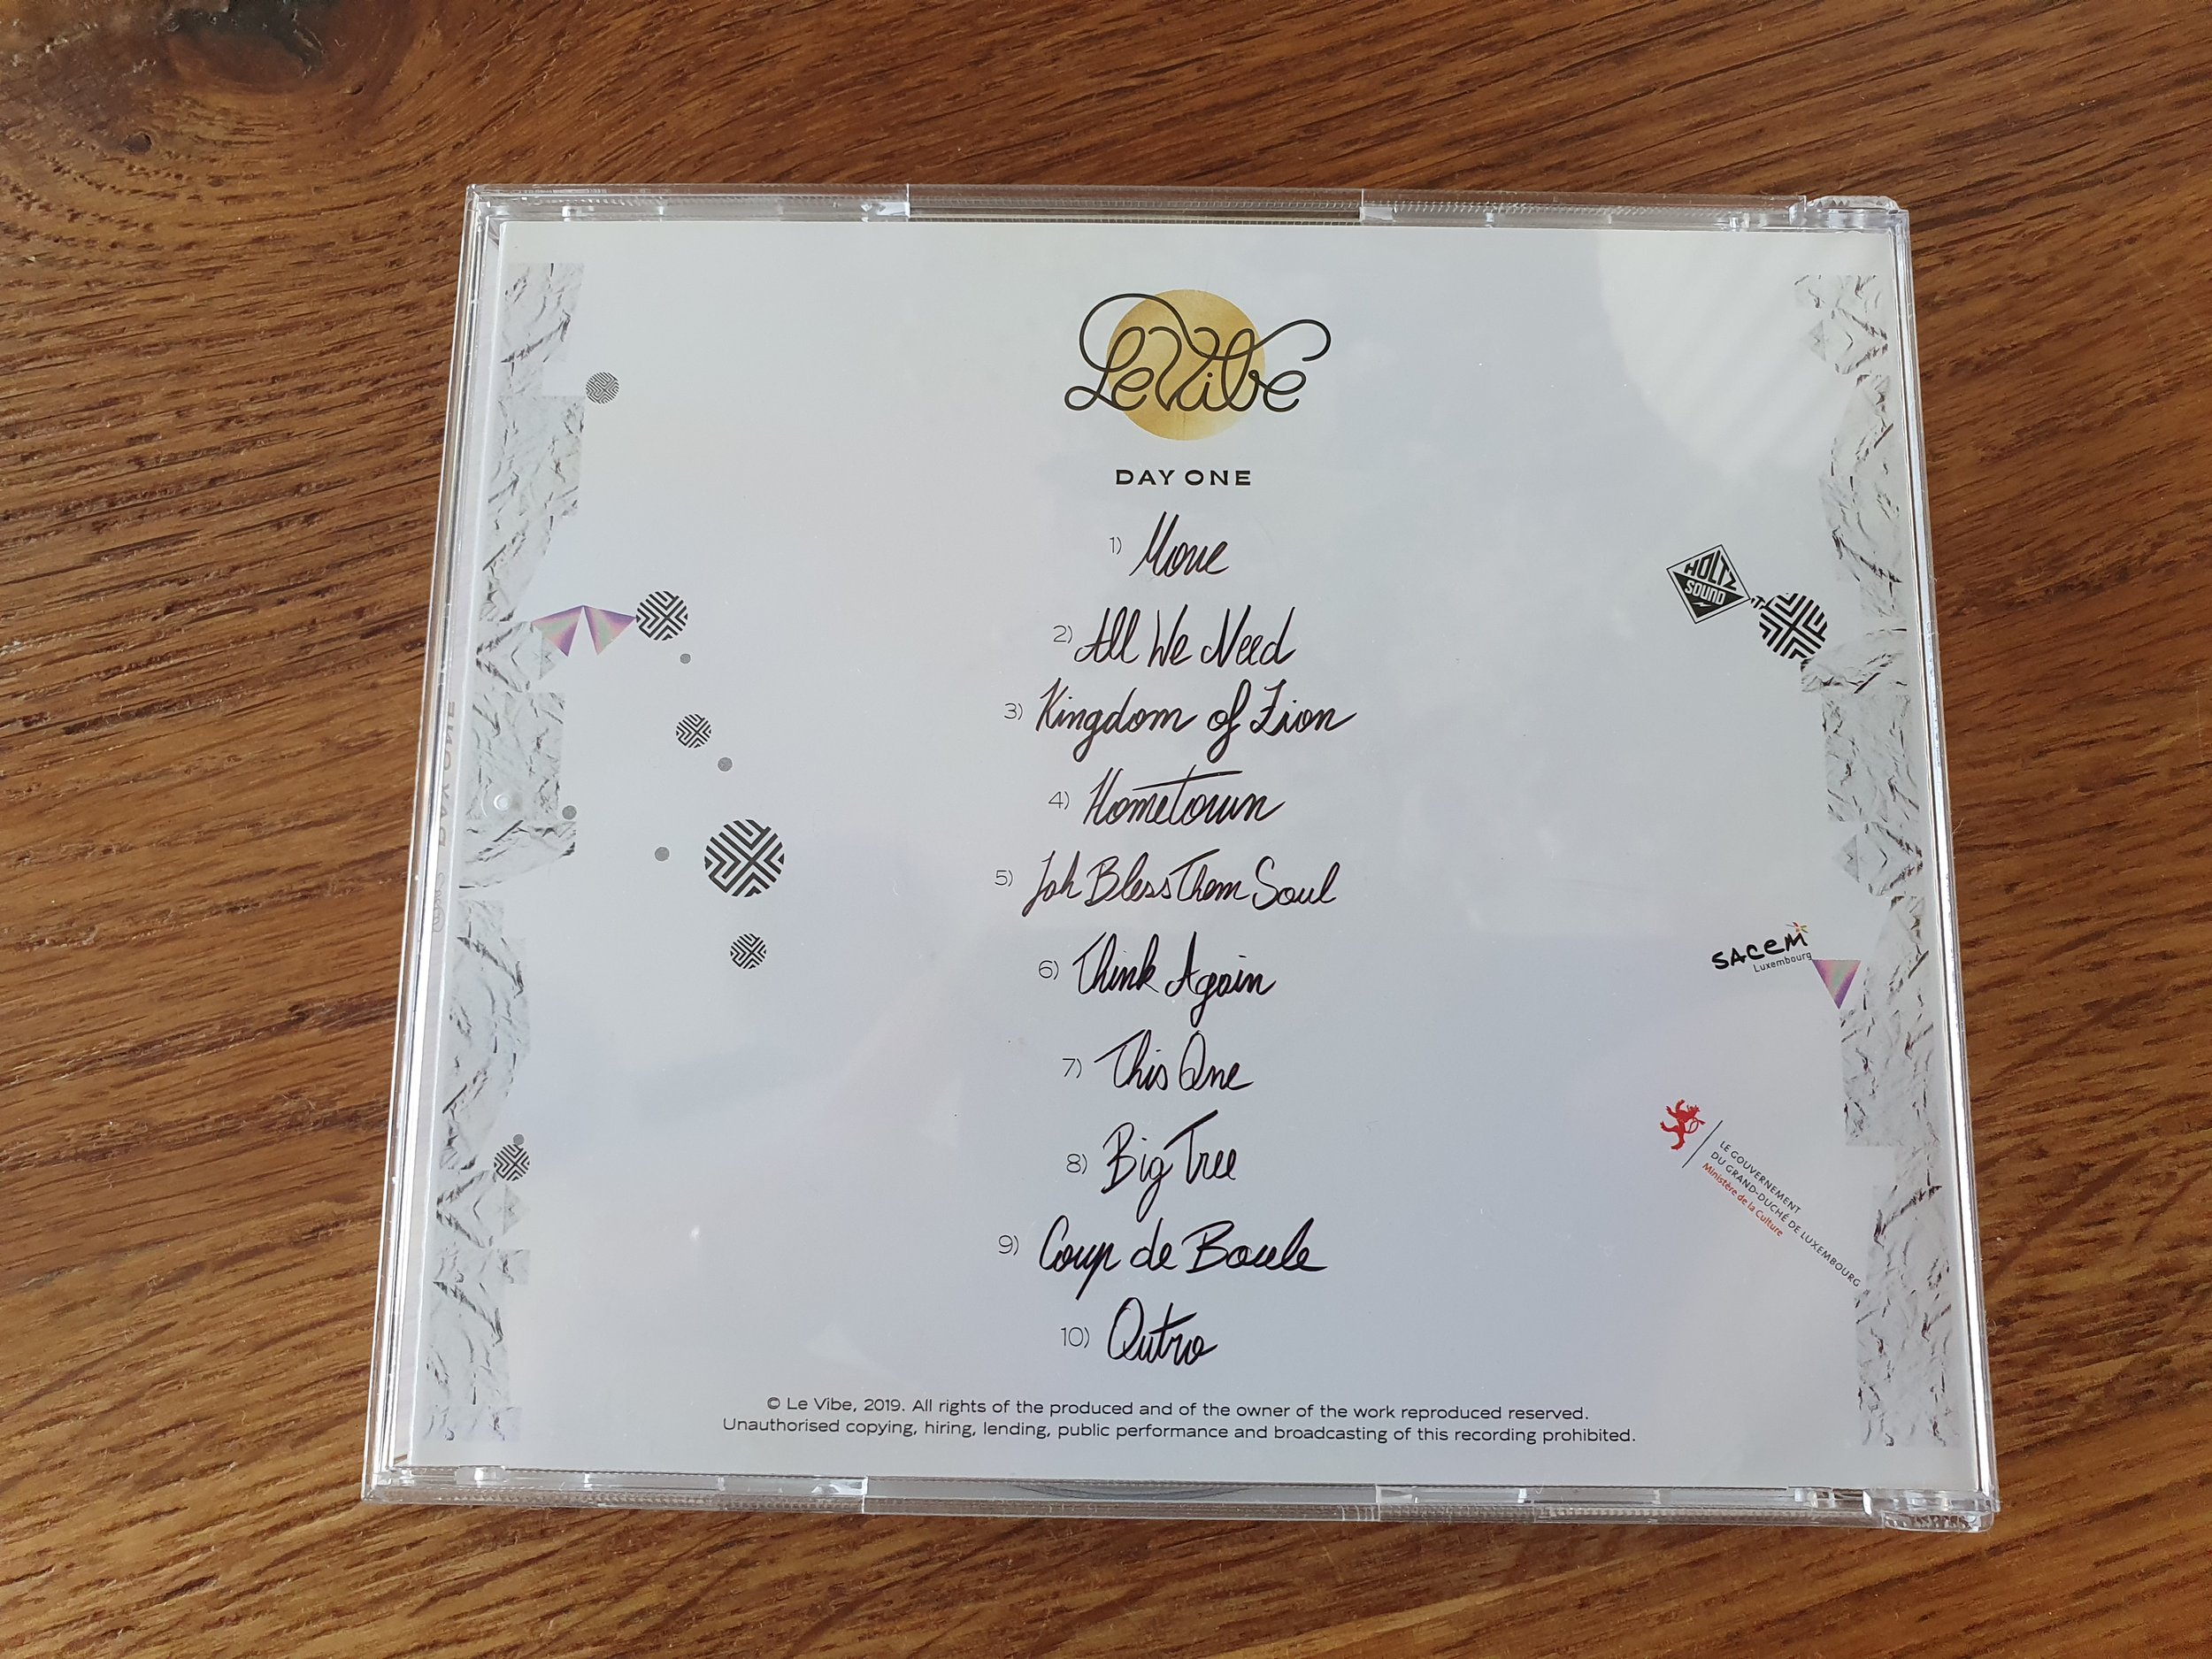 Le Vibe
DAY ONE
1) Move
2) All We Need
3) Kingdom of Zion
4) Hometown
5) Jah Bless Them Soul
6) Think Again
7) This One
8) Big Tree
9) Coup de Boule
10) Outro
HOLTZ
SOUND
SACEM
Luxembourg
LE GOUVERNEMENT
DU GRAND-DUCHÉ DE LUXEMBOURG
Ministère de la Culture
© Le Vibe, 2019. All rights of the produced and of the owner of the work reproduced reserved.
Unauthorised copying, hiring, lending, public performance and broadcasting of this recording prohibited.